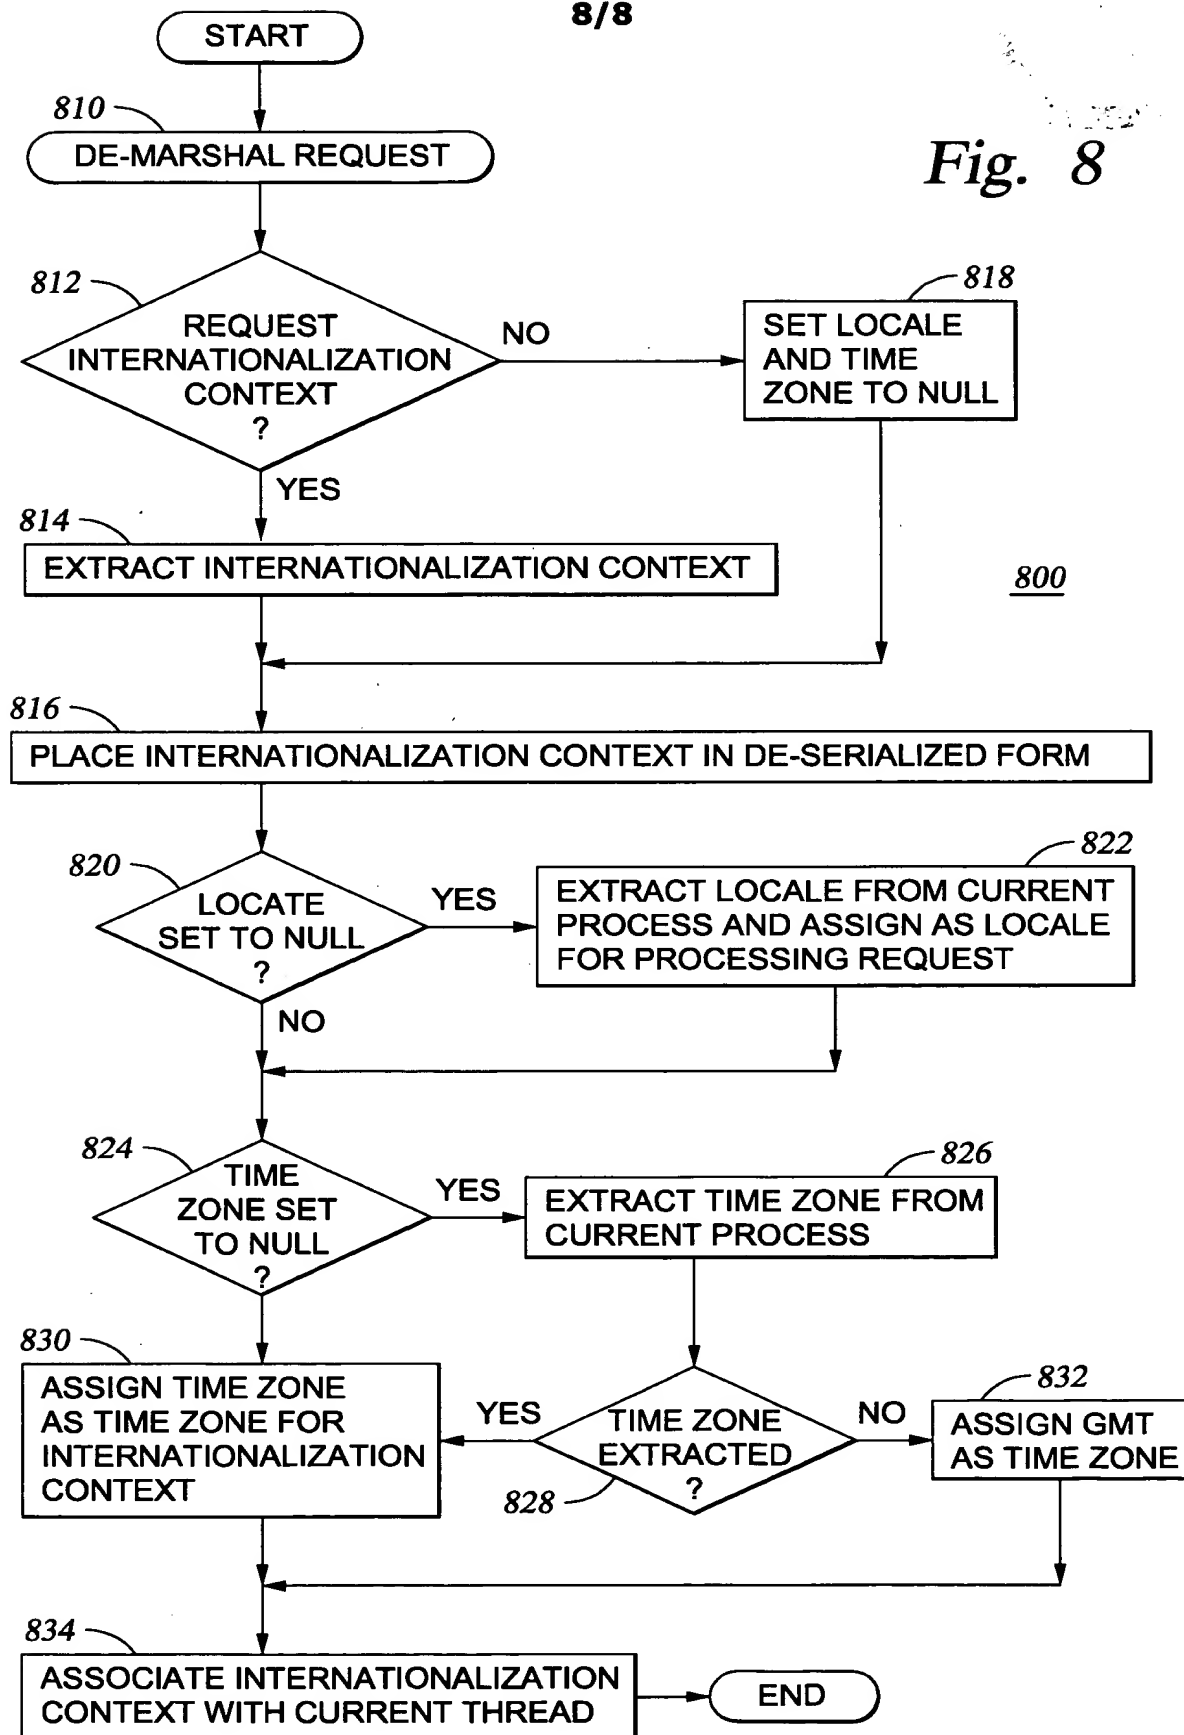 8/8
START
810
DE-MARSHAL REQUEST
Fig. 8
812
REQUEST
INTERNATIONALIZATION
CONTEXT
?
NO
818
SET LOCALE
AND TIME
ZONE TO NULL
YES
814
EXTRACT INTERNATIONALIZATION CONTEXT
800
816
PLACE INTERNATIONALIZATION CONTEXT IN DE-SERIALIZED FORM
820
LOCATE
SET TO NULL
?
YES
822
EXTRACT LOCALE FROM CURRENT
PROCESS AND ASSIGN AS LOCALE
FOR PROCESSING REQUEST
NO
824
TIME
ZONE SET
TO NULL
?
YES
826
EXTRACT TIME ZONE FROM
CURRENT PROCESS
830
ASSIGN TIME ZONE
AS TIME ZONE FOR
INTERNATIONALIZATION
CONTEXT
YES
TIME ZONE
EXTRACTED
?
828
NO
832
ASSIGN GMT
AS TIME ZONE
834
ASSOCIATE INTERNATIONALIZATION
CONTEXT WITH CURRENT THREAD
END